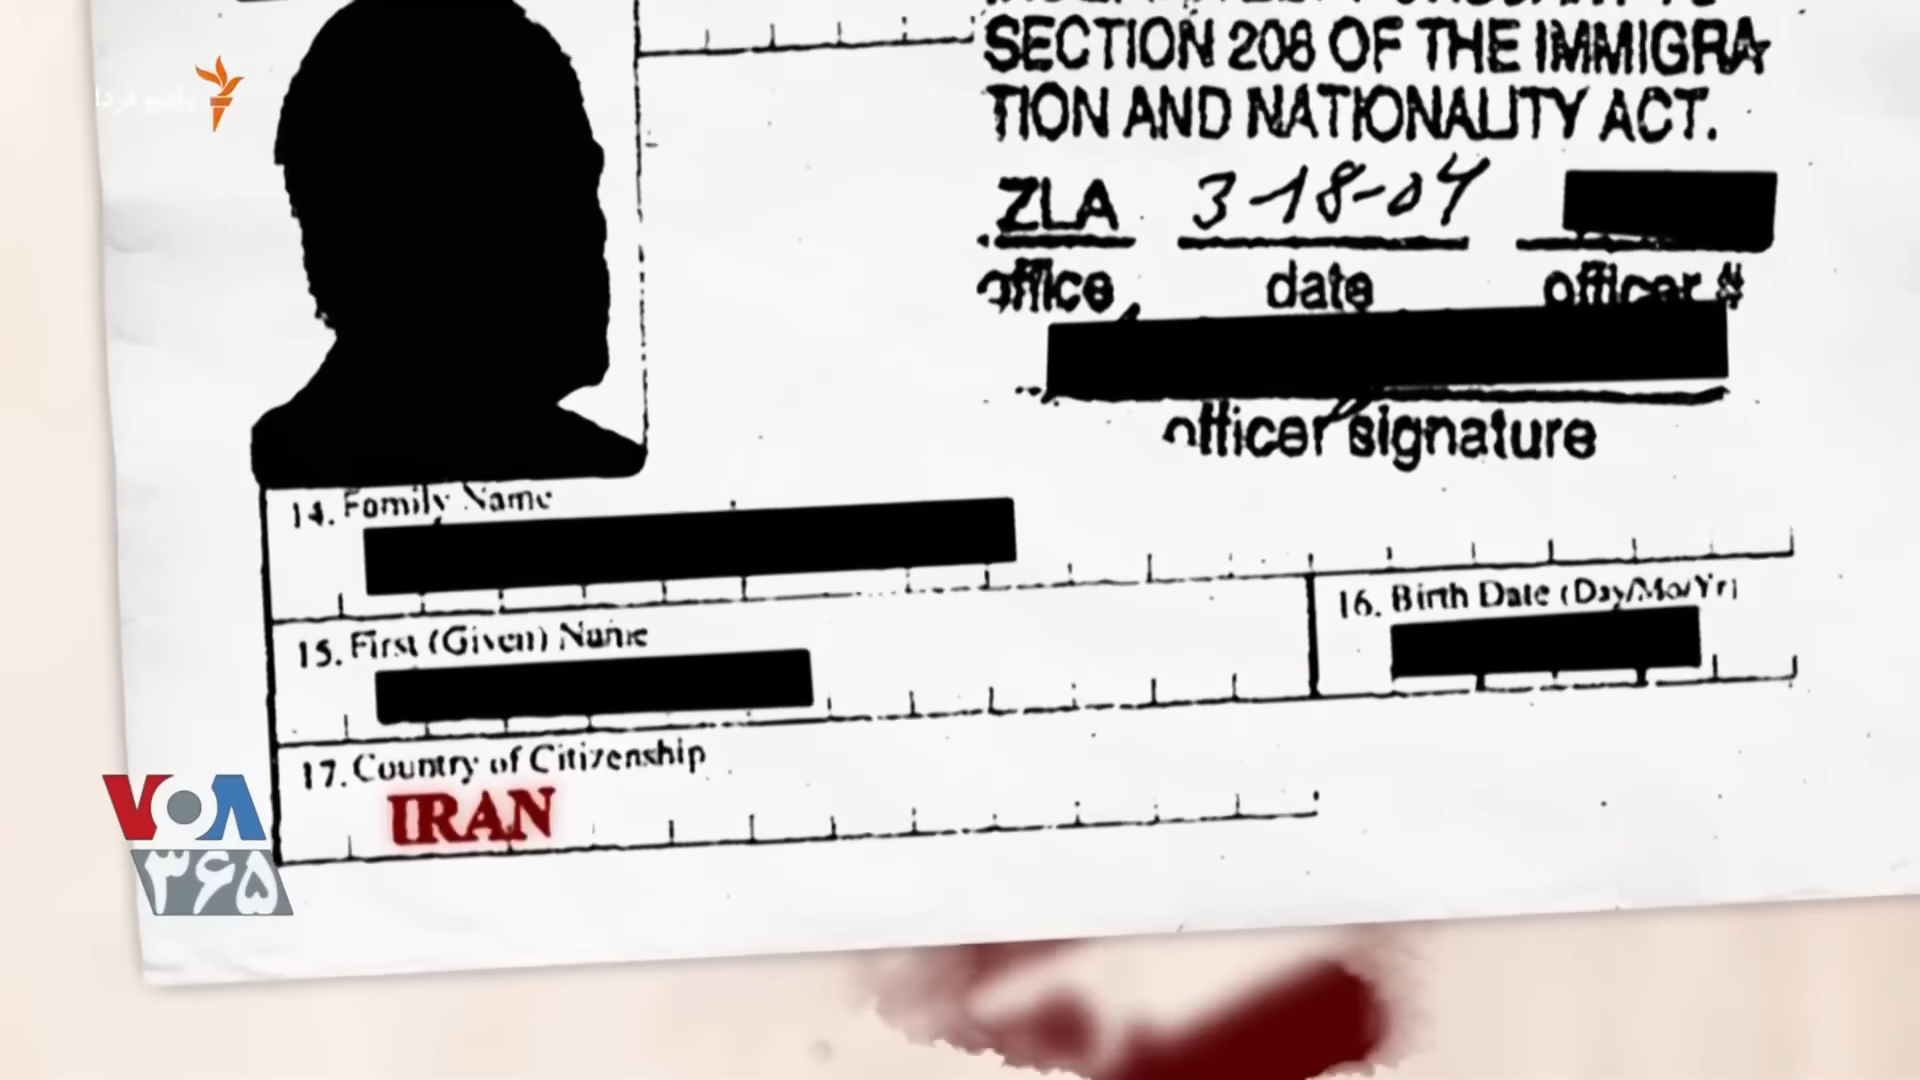 SECTION 208 OF THE IMMIGRA
TION AND NATIONALITY ACT.
رادیو فردا
ZLA 3-18-04
office date officer #
officer signature
14. Family Name
15. First (Given) Name
16. Birth Date (Day/Mo/Yr)
17. Country of Citizenship
IRAN
VOA
۳۶۵